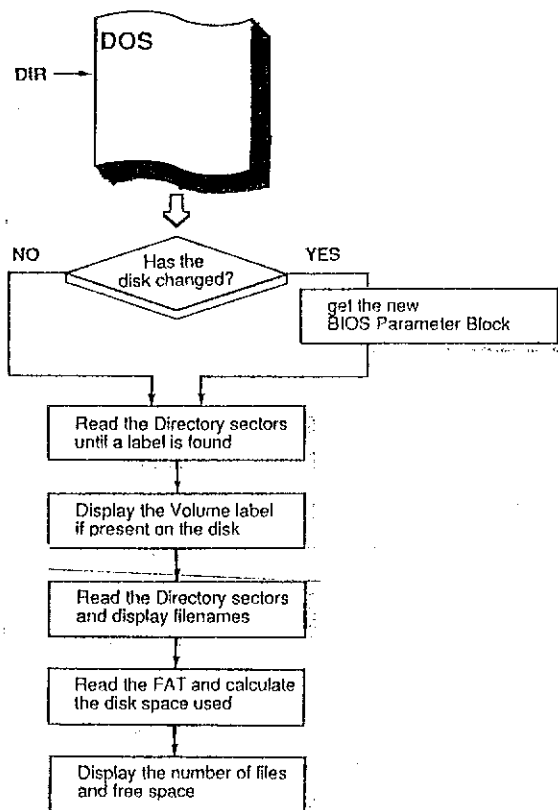 DOS
DIR
NO
Has the
disk changed?
YES
get the new
BIOS Parameter Block
Read the Directory sectors
until a label is found
Display the Volume label
if present on the disk
Read the Directory sectors
and display filenames
Read the FAT and calculate
the disk space used
Display the number of files
and free space